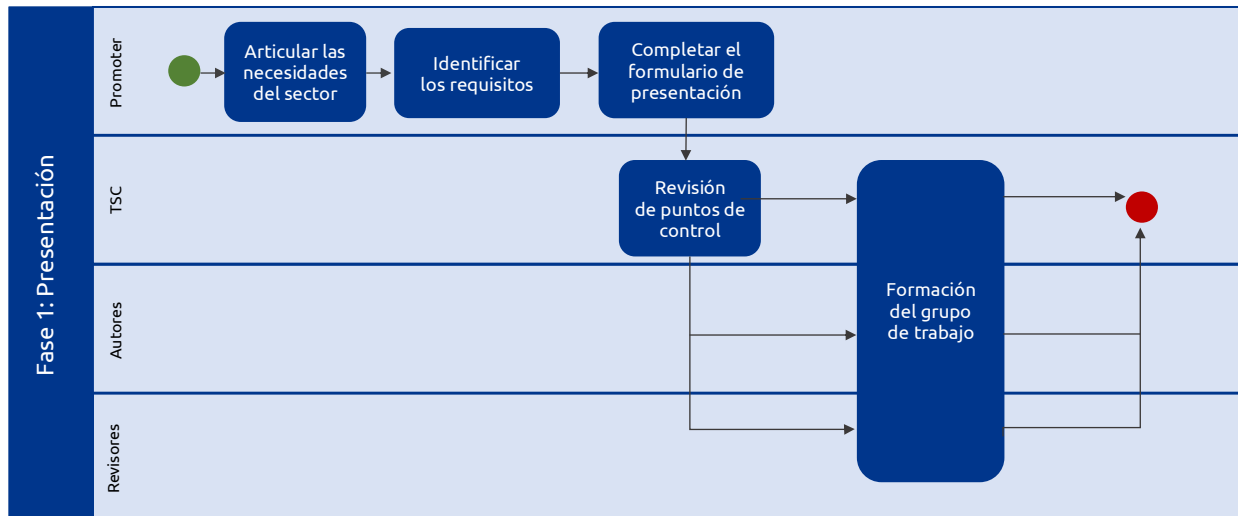 Fase 1: Presentación
Promoter
Articular las
necesidades
del sector
Identificar
los requisitos
Completar el
formulario de
presentación
TSC
Revisión
de puntos de
control
Formación
del grupo
de trabajo
Autores
Revisores